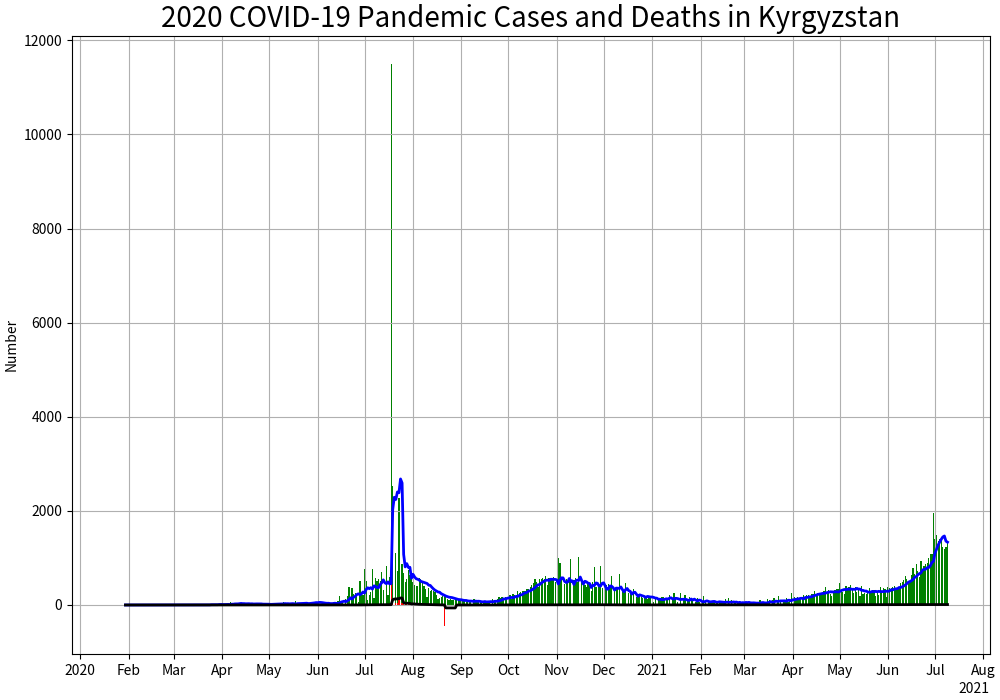 2020 COVID-19 Pandemic Cases and Deaths in Kyrgyzstan
12000
10000
8000
6000
4000
2000
0
Number
2020 Feb Mar Apr May Jun Jul Aug Sep Oct Nov Dec 2021 Feb Mar Apr May Jun Jul Aug
2021